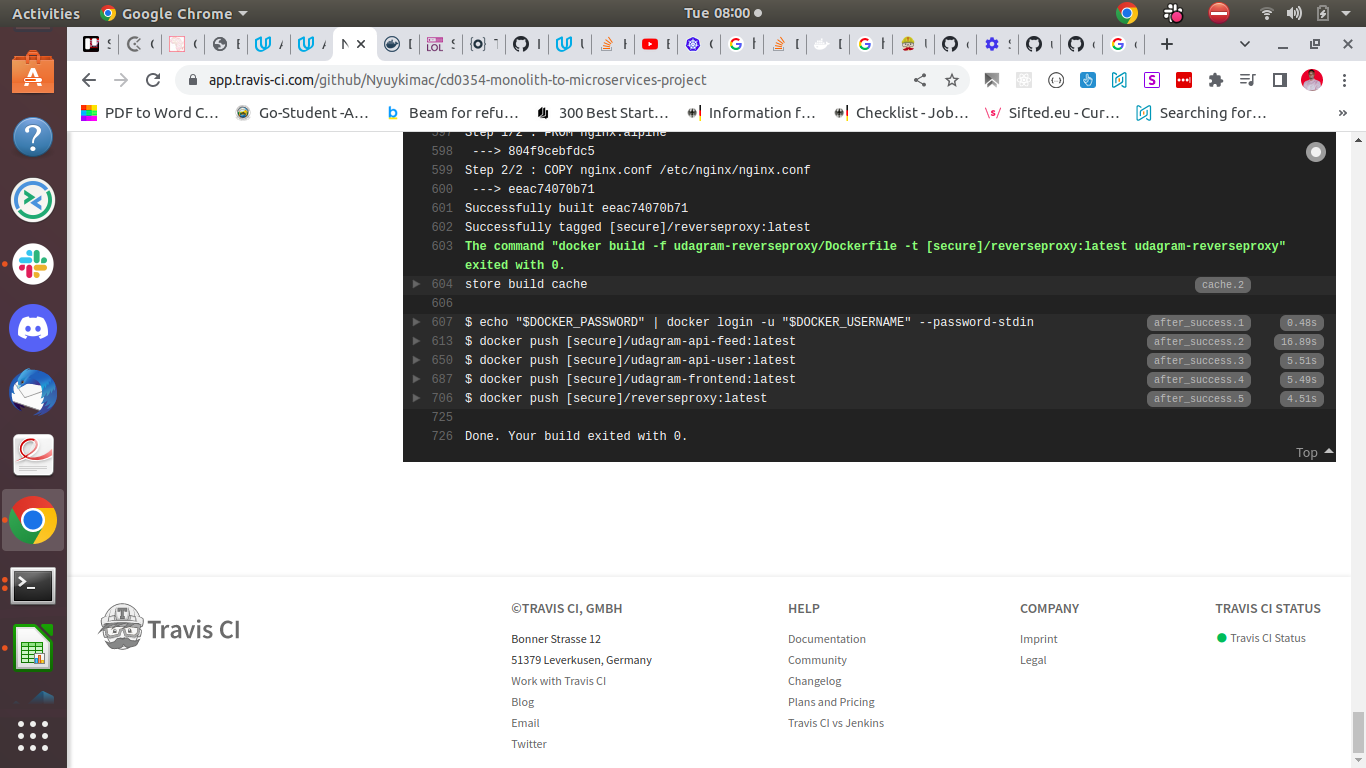 Activities
Google Chrome
Tue 08:00
app.travis-ci.com/github/Nyuykimac/cd0354-monolith-to-microservices-project
PDF to Word C…
Go-Student -A…
Beam for refu…
300 Best Start…
Information f…
Checklist - Job…
Sifted.eu - Cur…
Searching for…
»
597 Step 1/2 : FROM nginx:alpine
598 ---> 804f9cebfdc5
599 Step 2/2 : COPY nginx.conf /etc/nginx/nginx.conf
600 ---> eeac74070b71
601 Successfully built eeac74070b71
602 Successfully tagged [secure]/reverseproxy:latest
603 The command "docker build -f udagram-reverseproxy/Dockerfile -t [secure]/reverseproxy:latest udagram-reverseproxy"
exited with 0.
604 store build cache cache.2
606
607 $ echo "$DOCKER_PASSWORD" | docker login -u "$DOCKER_USERNAME" --password-stdin after_success.1 0.48s
613 $ docker push [secure]/udagram-api-feed:latest after_success.2 16.89s
650 $ docker push [secure]/udagram-api-user:latest after_success.3 5.51s
687 $ docker push [secure]/udagram-frontend:latest after_success.4 5.49s
706 $ docker push [secure]/reverseproxy:latest after_success.5 4.51s
725
726 Done. Your build exited with 0.
Top
Travis CI
©TRAVIS CI, GMBH
Bonner Strasse 12
51379 Leverkusen, Germany
Work with Travis CI
Blog
Email
Twitter
HELP
Documentation
Community
Changelog
Plans and Pricing
Travis CI vs Jenkins
COMPANY
Imprint
Legal
TRAVIS CI STATUS
Travis CI Status